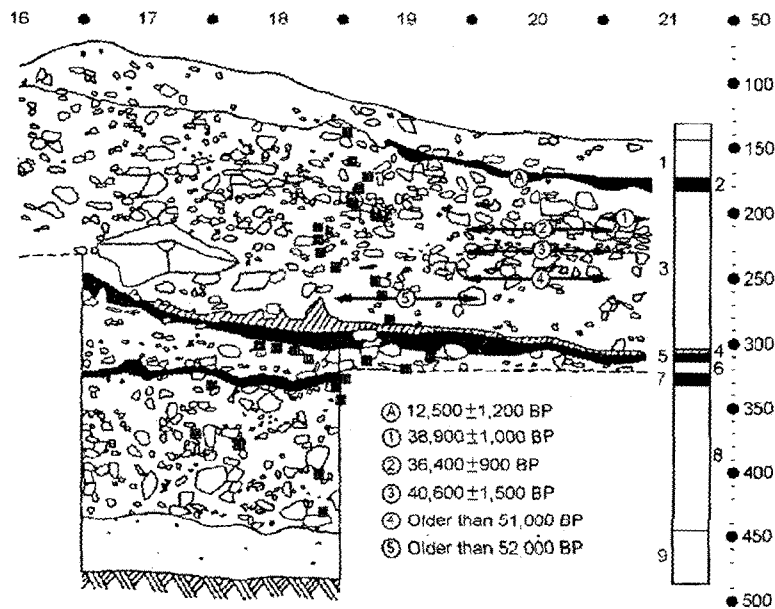 16 17 18 19 20 21 50
100
1 150
2
A
1 200
2
3 3
4 250
5
4 300
5
6
7
A 12,500±1,200 BP 350
1 38,900±1,000 BP
2 36,400±900 BP 8
3 40,600±1,500 BP 400
4 Older than 51,000 BP
5 Older than 52,000 BP 450
9
500